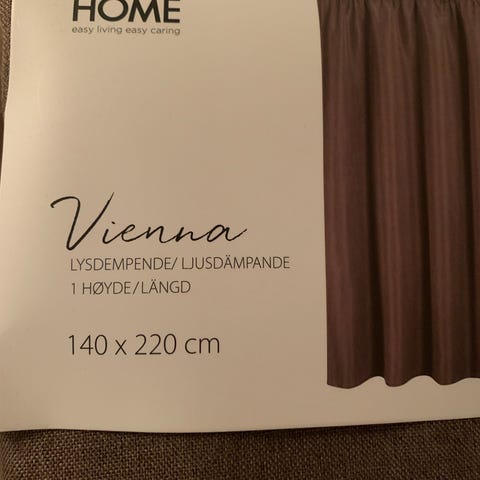 HOME
easy living easy caring
Vienna
LYSDEMPENDE/ LJUSDÄMPANDE
1 HØYDE/LÄNGD
140 x 220 cm